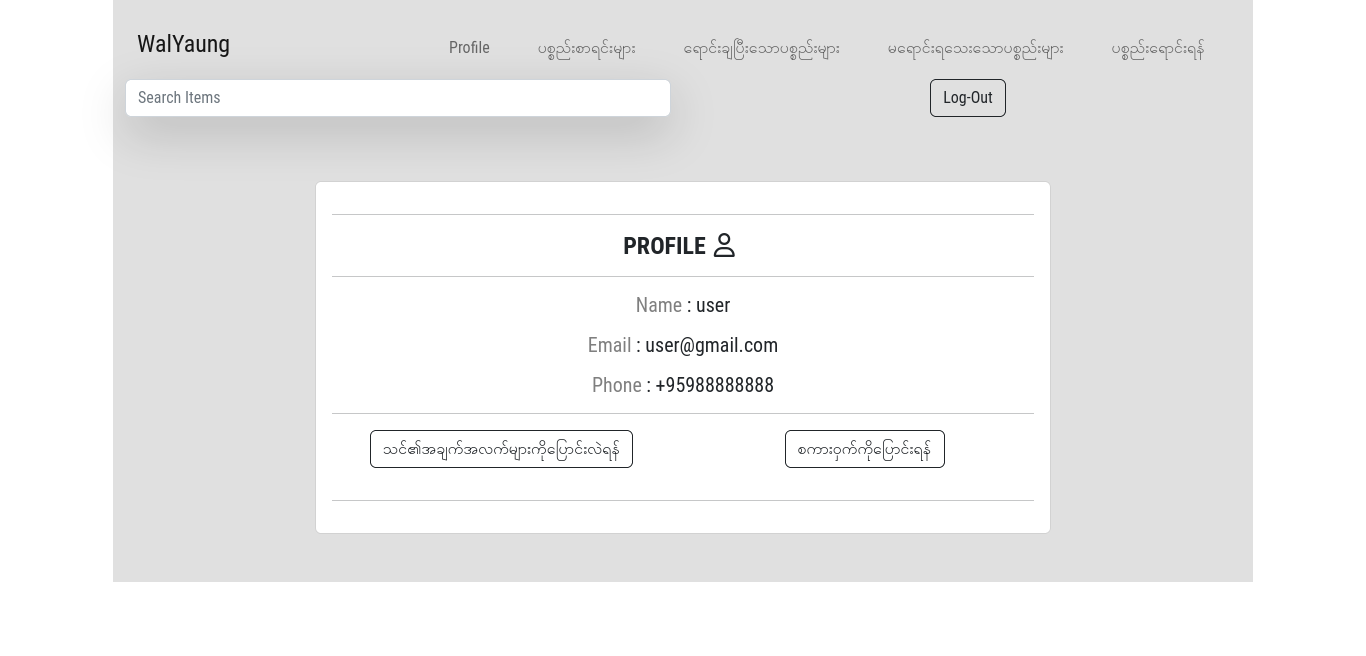 WalYaung
Profile ပစ္စည်းစာရင်းများ ရောင်းချပြီးသောပစ္စည်းများ မရောင်းရသေးသောပစ္စည်းများ ပစ္စည်းရောင်းရန်
Search Items Log-Out
PROFILE
Name : user
Email : user@gmail.com
Phone : +95988888888
သင်၏အချက်အလက်များကိုပြောင်းလဲရန် စကားဝှက်ကိုပြောင်းရန်